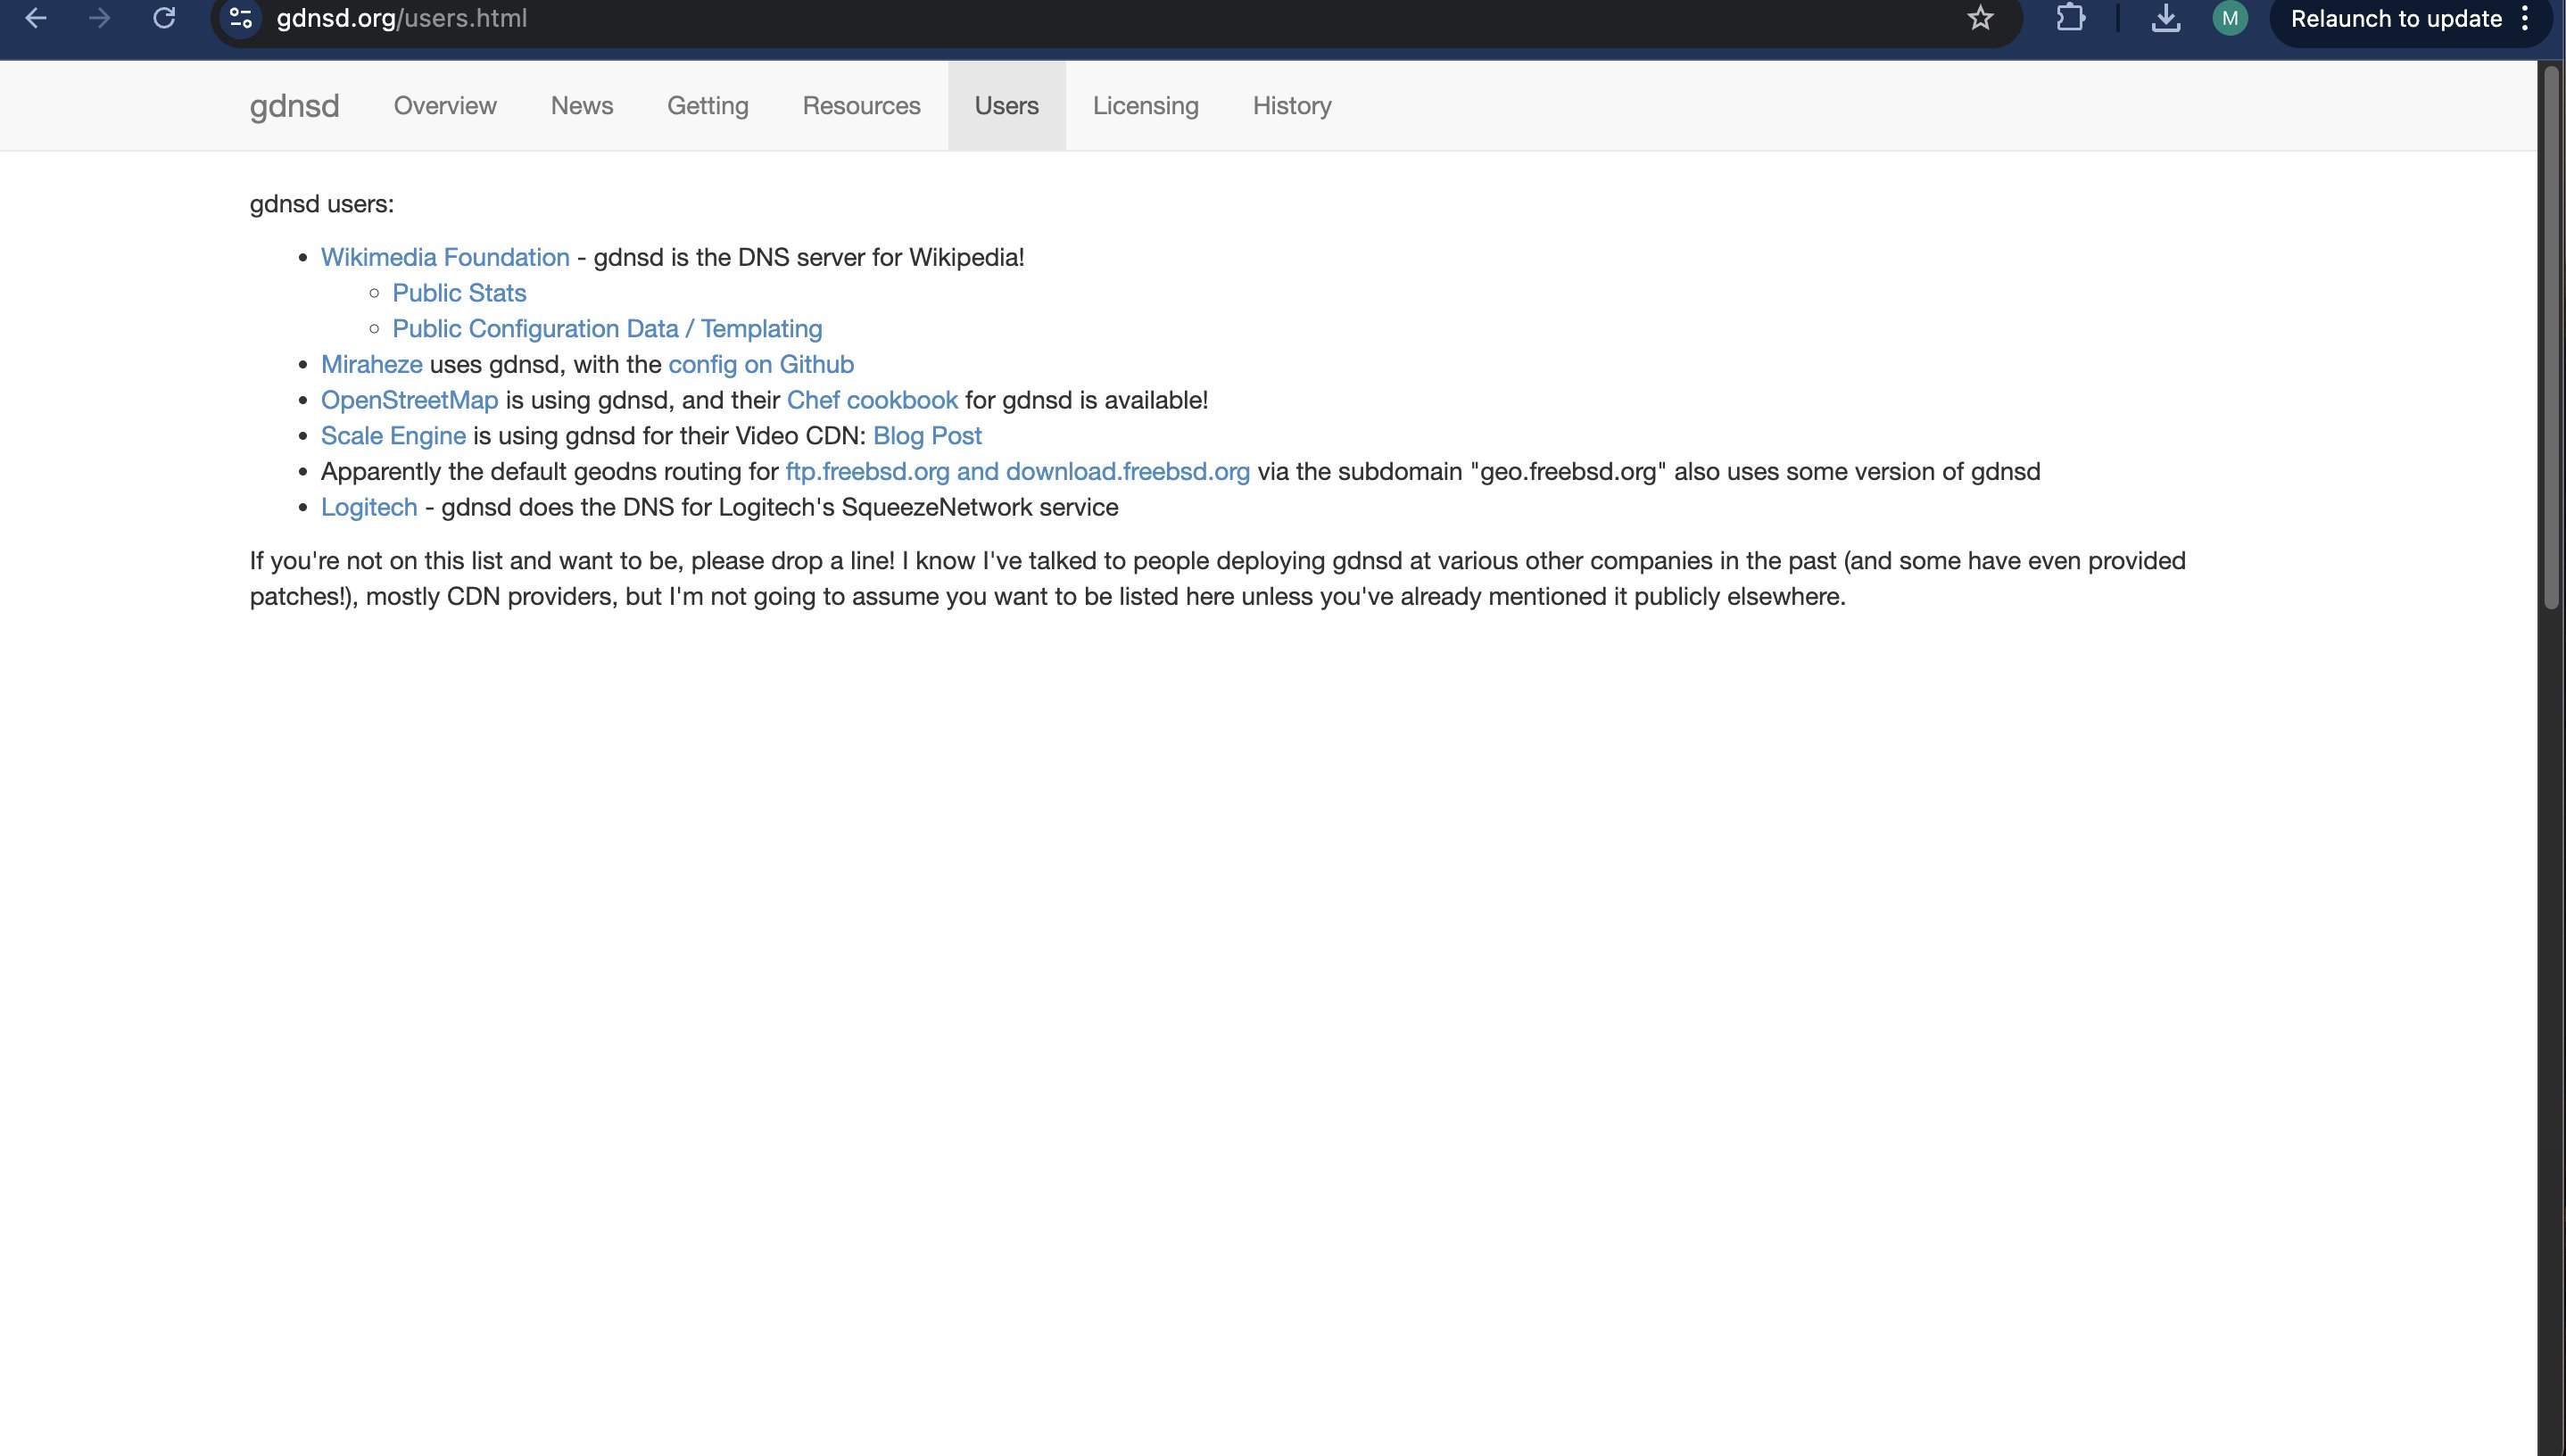 gdnsd.org/users.html
M
Relaunch to update
gdnsd Overview News Getting Resources Users Licensing History
gdnsd users:
• Wikimedia Foundation - gdnsd is the DNS server for Wikipedia!
◦ Public Stats
◦ Public Configuration Data / Templating
• Miraheze uses gdnsd, with the config on Github
• OpenStreetMap is using gdnsd, and their Chef cookbook for gdnsd is available!
• Scale Engine is using gdnsd for their Video CDN: Blog Post
• Apparently the default geodns routing for ftp.freebsd.org and download.freebsd.org via the subdomain "geo.freebsd.org" also uses some version of gdnsd
• Logitech - gdnsd does the DNS for Logitech's SqueezeNetwork service
If you're not on this list and want to be, please drop a line! I know I've talked to people deploying gdnsd at various other companies in the past (and some have even provided
patches!), mostly CDN providers, but I'm not going to assume you want to be listed here unless you've already mentioned it publicly elsewhere.